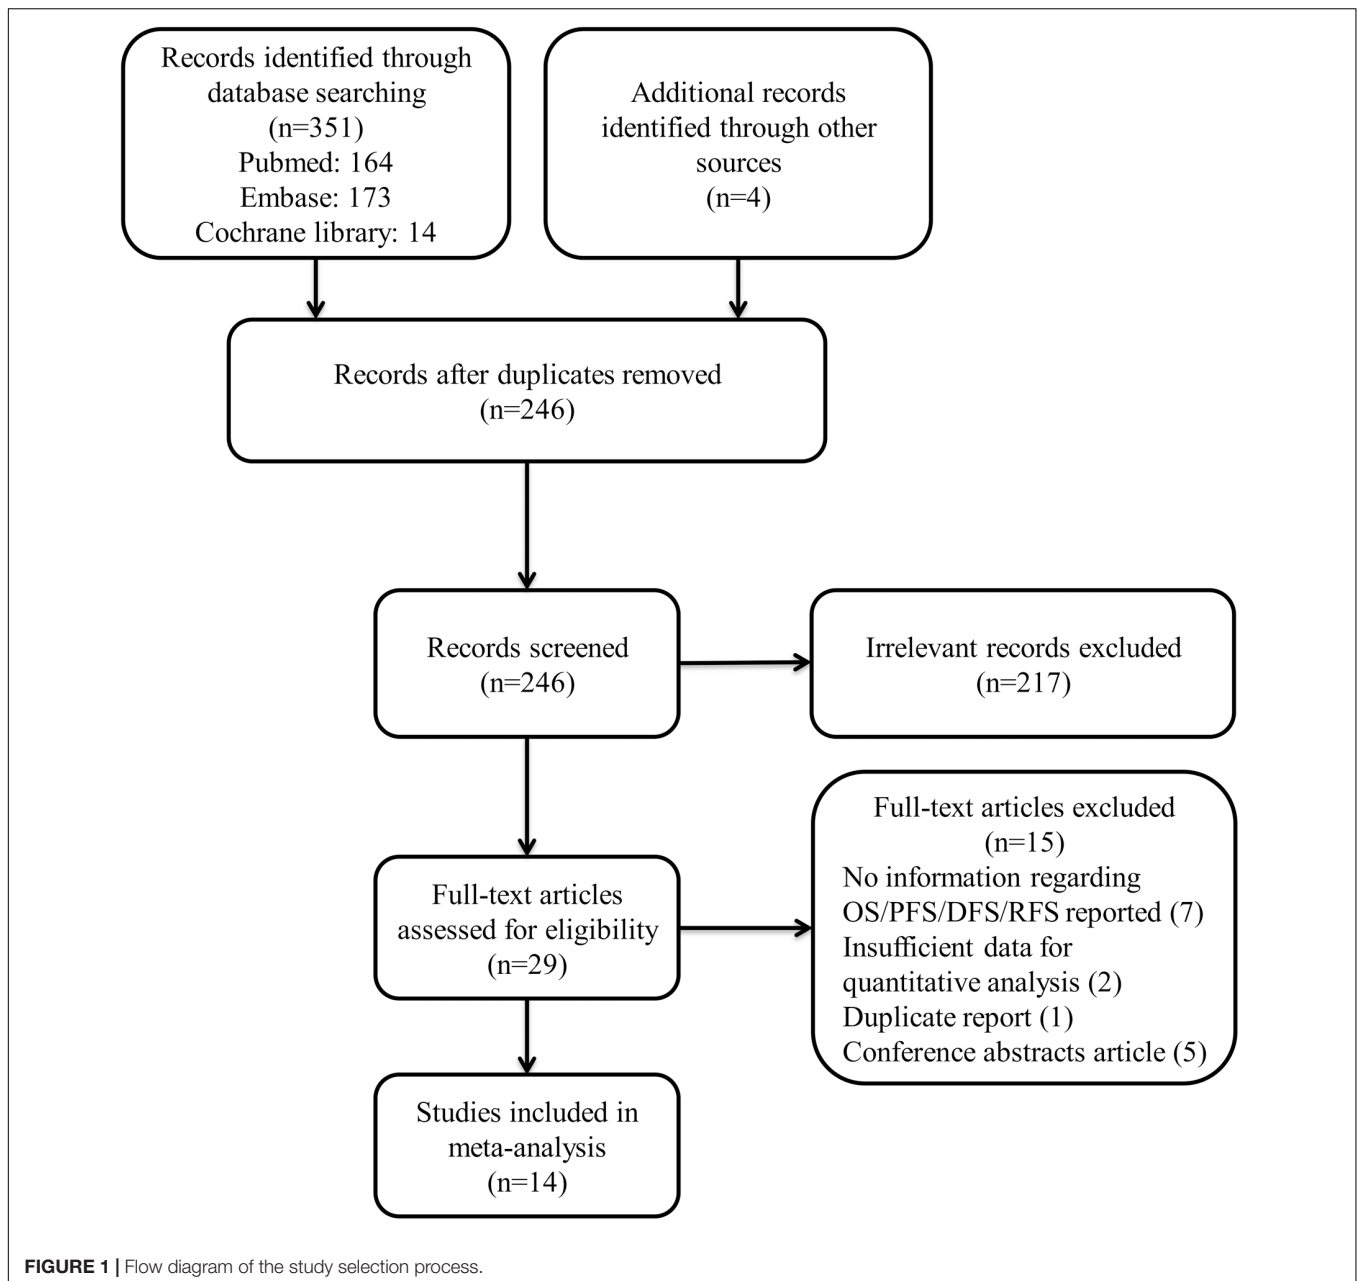 Records identified through
database searching
(n=351)
Pubmed: 164
Embase: 173
Cochrane library: 14
Additional records
identified through other
sources
(n=4)
Records after duplicates removed
(n=246)
Records screened
(n=246)
Irrelevant records excluded
(n=217)
Full-text articles
assessed for eligibility
(n=29)
Full-text articles excluded
(n=15)
No information regarding
OS/PFS/DFS/RFS reported (7)
Insufficient data for
quantitative analysis (2)
Duplicate report (1)
Conference abstracts article (5)
Studies included in
meta-analysis
(n=14)
FIGURE 1 | Flow diagram of the study selection process.